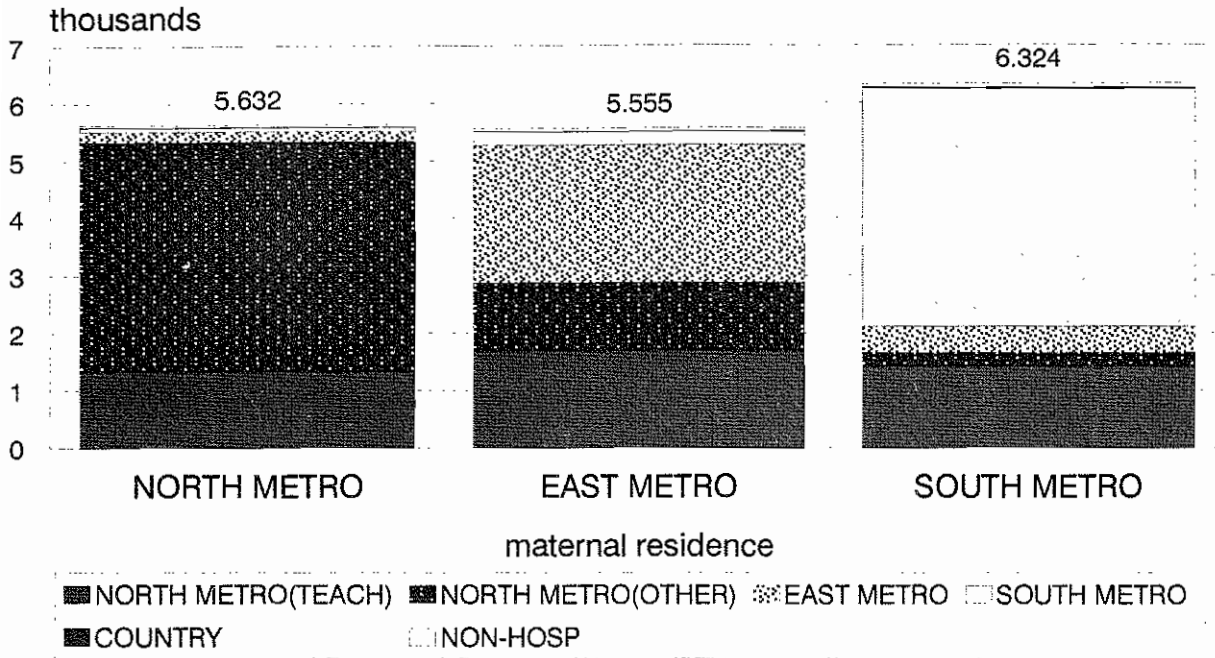 thousands
7
6.324
6
5.632
5.555
5
4
3
2
1
0
NORTH METRO
EAST METRO
SOUTH METRO
maternal residence
NORTH METRO(TEACH) NORTH METRO(OTHER) EAST METRO SOUTH METRO
COUNTRY NON-HOSP